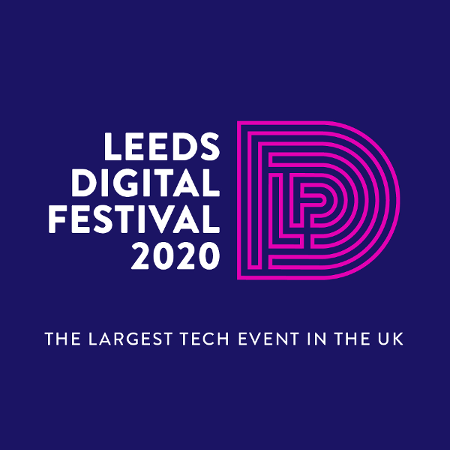 LEEDS
DIGITAL
FESTIVAL
2020
THE LARGEST TECH EVENT IN THE UK